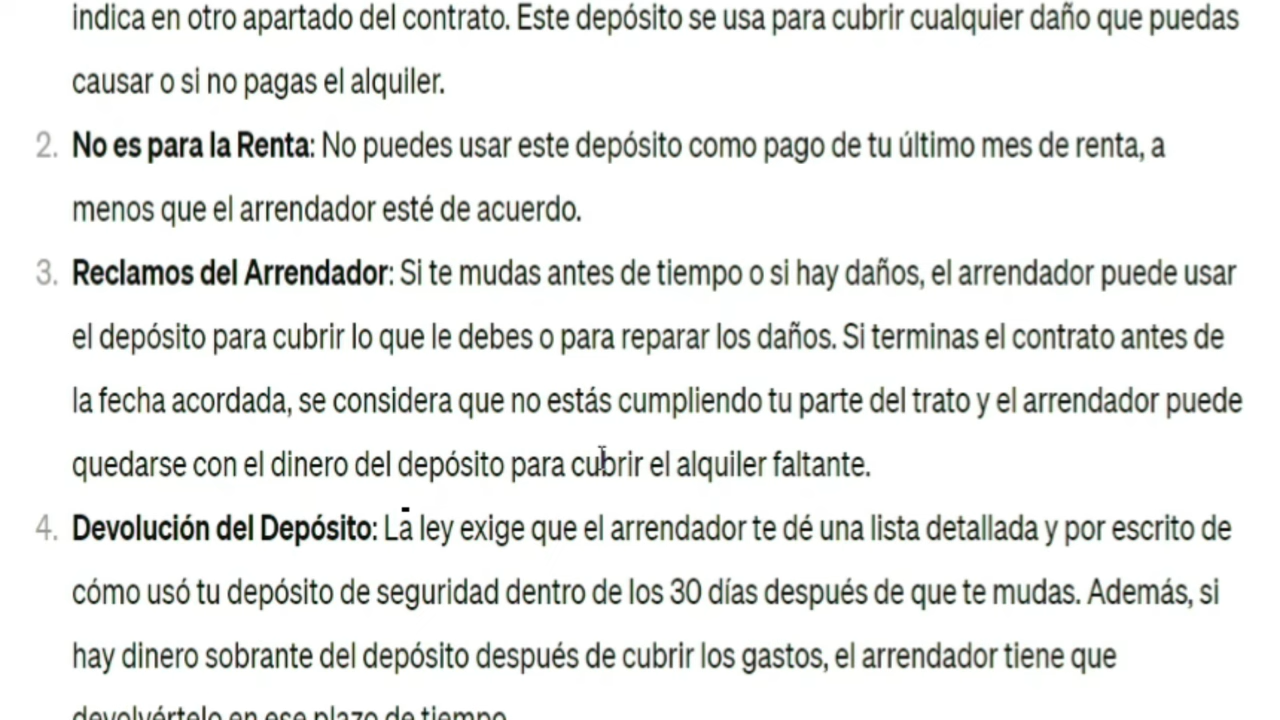 indica en otro apartado del contrato. Este depósito se usa para cubrir cualquier daño que puedas
causar o si no pagas el alquiler.
2. No es para la Renta: No puedes usar este depósito como pago de tu último mes de renta, a
menos que el arrendador esté de acuerdo.
3. Reclamos del Arrendador: Si te mudas antes de tiempo o si hay daños, el arrendador puede usar
el depósito para cubrir lo que le debes o para reparar los daños. Si terminas el contrato antes de
la fecha acordada, se considera que no estás cumpliendo tu parte del trato y el arrendador puede
quedarse con el dinero del depósito para cubrir el alquiler faltante.
4. Devolución del Depósito: La ley exige que el arrendador te dé una lista detallada y por escrito de
cómo usó tu depósito de seguridad dentro de los 30 días después de que te mudas. Además, si
hay dinero sobrante del depósito después de cubrir los gastos, el arrendador tiene que
devolvértelo en ese plazo de tiempo.